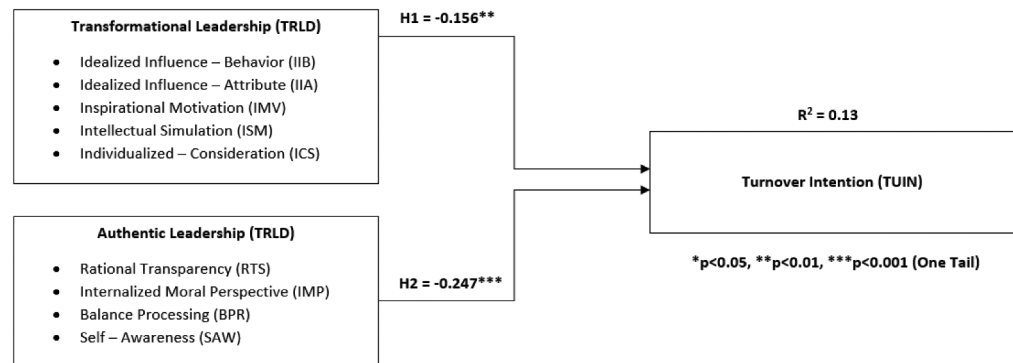 Transformational Leadership (TRLD)
• Idealized Influence – Behavior (IIB)
• Idealized Influence – Attribute (IIA)
• Inspirational Motivation (IMV)
• Intellectual Simulation (ISM)
• Individualized – Consideration (ICS)
H1 = -0.156**
R² = 0.13
Turnover Intention (TUIN)
*p<0.05, **p<0.01, ***p<0.001 (One Tail)
Authentic Leadership (TRLD)
• Rational Transparency (RTS)
• Internalized Moral Perspective (IMP)
• Balance Processing (BPR)
• Self – Awareness (SAW)
H2 = -0.247***